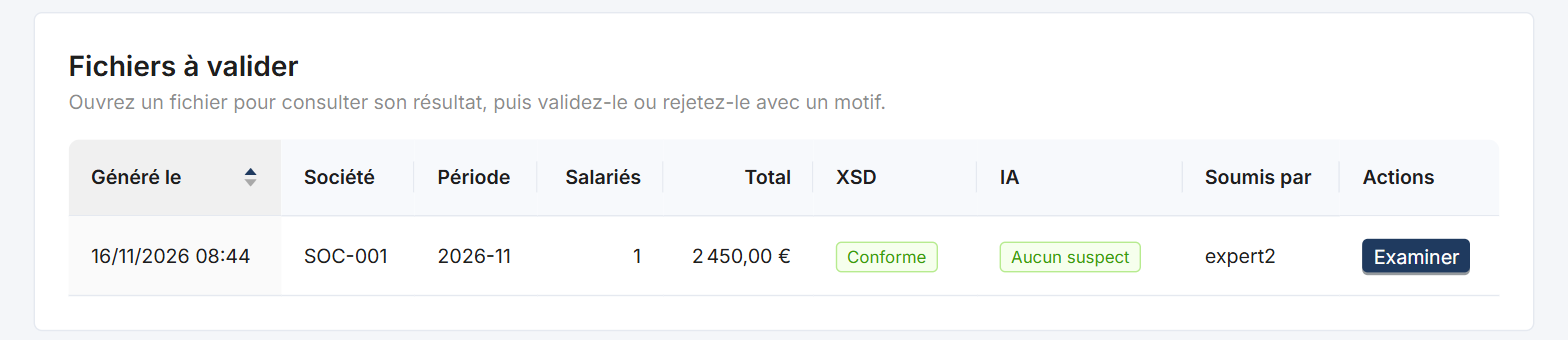 Fichiers à valider
Ouvrez un fichier pour consulter son résultat, puis validez-le ou rejetez-le avec un motif.
Généré le Société Période Salariés Total XSD IA Soumis par Actions
16/11/2026 08:44 SOC-001 2026-11 1 2 450,00 € Conforme Aucun suspect expert2 Examiner